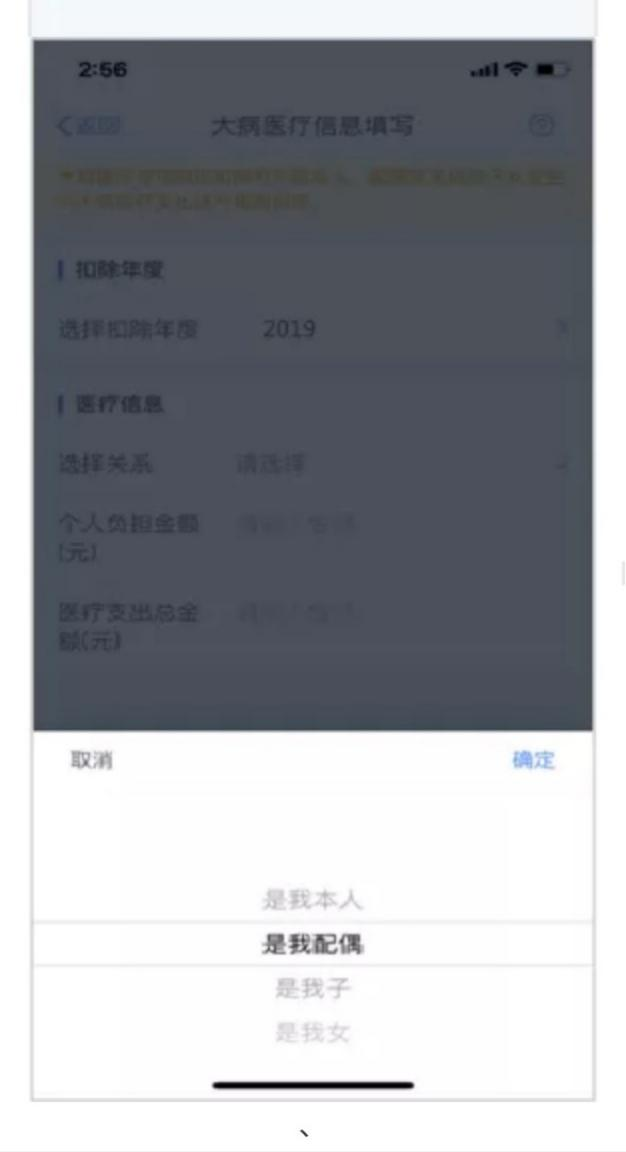 2:56
返回
大病医疗信息填写
扣除年度
选择扣除年度 2019
医疗信息
选择关系 请选择
个人负担金额
(元)
医疗支出总金
额(元)
取消 确定
是我本人
是我配偶
是我子
是我女
、